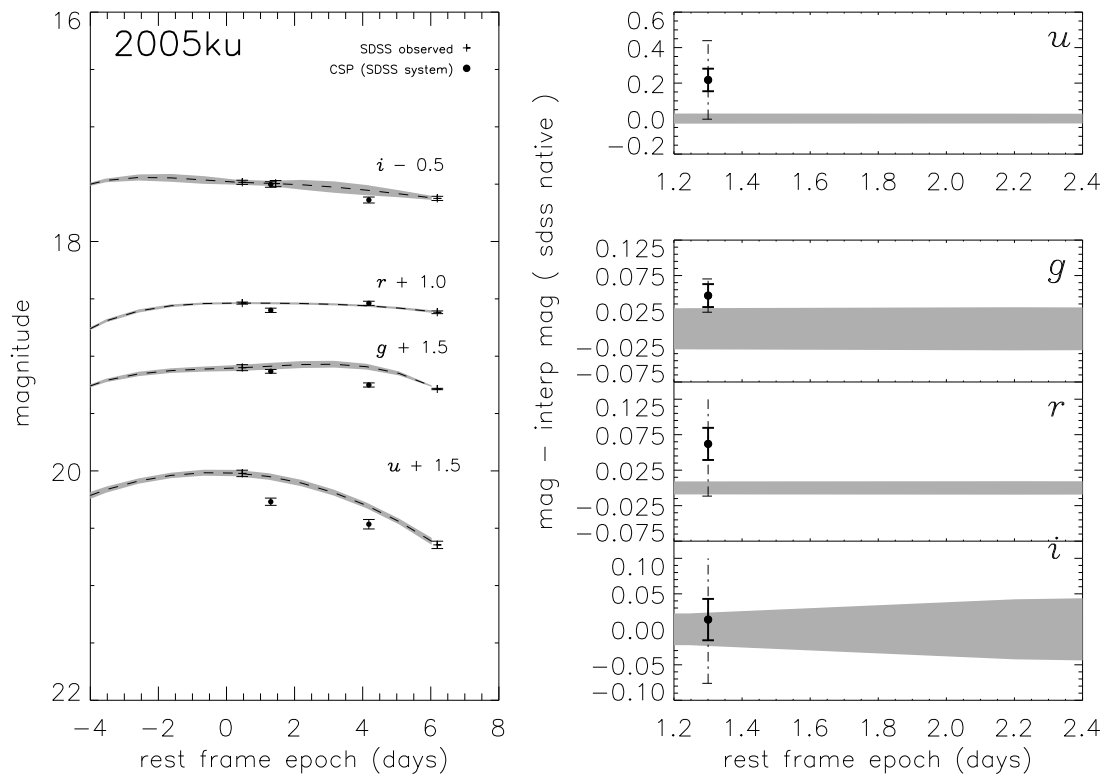 2005ku
SDSS observed
CSP (SDSS system)
i − 0.5
r + 1.0
g + 1.5
u + 1.5
magnitude
16
18
20
22
−4 −2 0 2 4 6 8
rest frame epoch (days)
mag − interp mag ( sdss native )
u
0.6
0.4
0.2
0.0
−0.2
1.2 1.4 1.6 1.8 2.0 2.2 2.4
g
0.125
0.075
0.025
−0.025
−0.075
r
0.125
0.075
0.025
−0.025
−0.075
i
0.10
0.05
0.00
−0.05
−0.10
1.2 1.4 1.6 1.8 2.0 2.2 2.4
rest frame epoch (days)